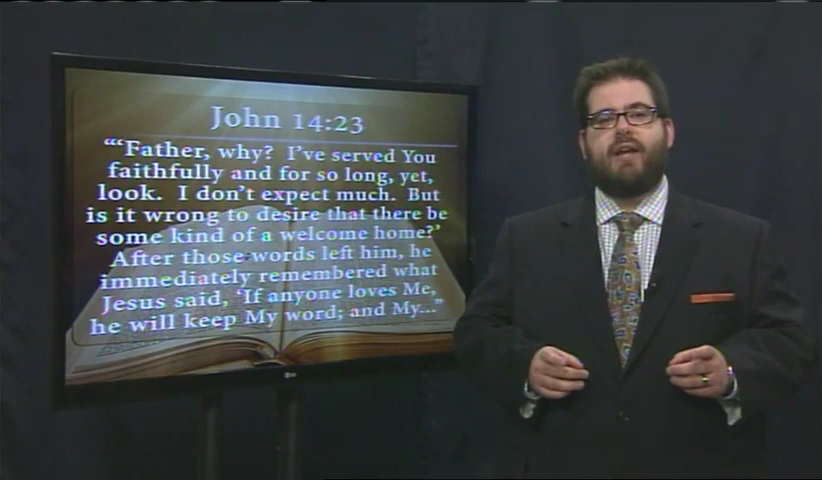 John 14:23
“‘Father, why? I’ve served You
faithfully and for so long, yet,
look. I don’t expect much. But
is it wrong to desire that there be
some kind of a welcome home?’
After those words left him, he
immediately remembered what
Jesus said, ‘If anyone loves Me,
he will keep My word; and My...”
LG